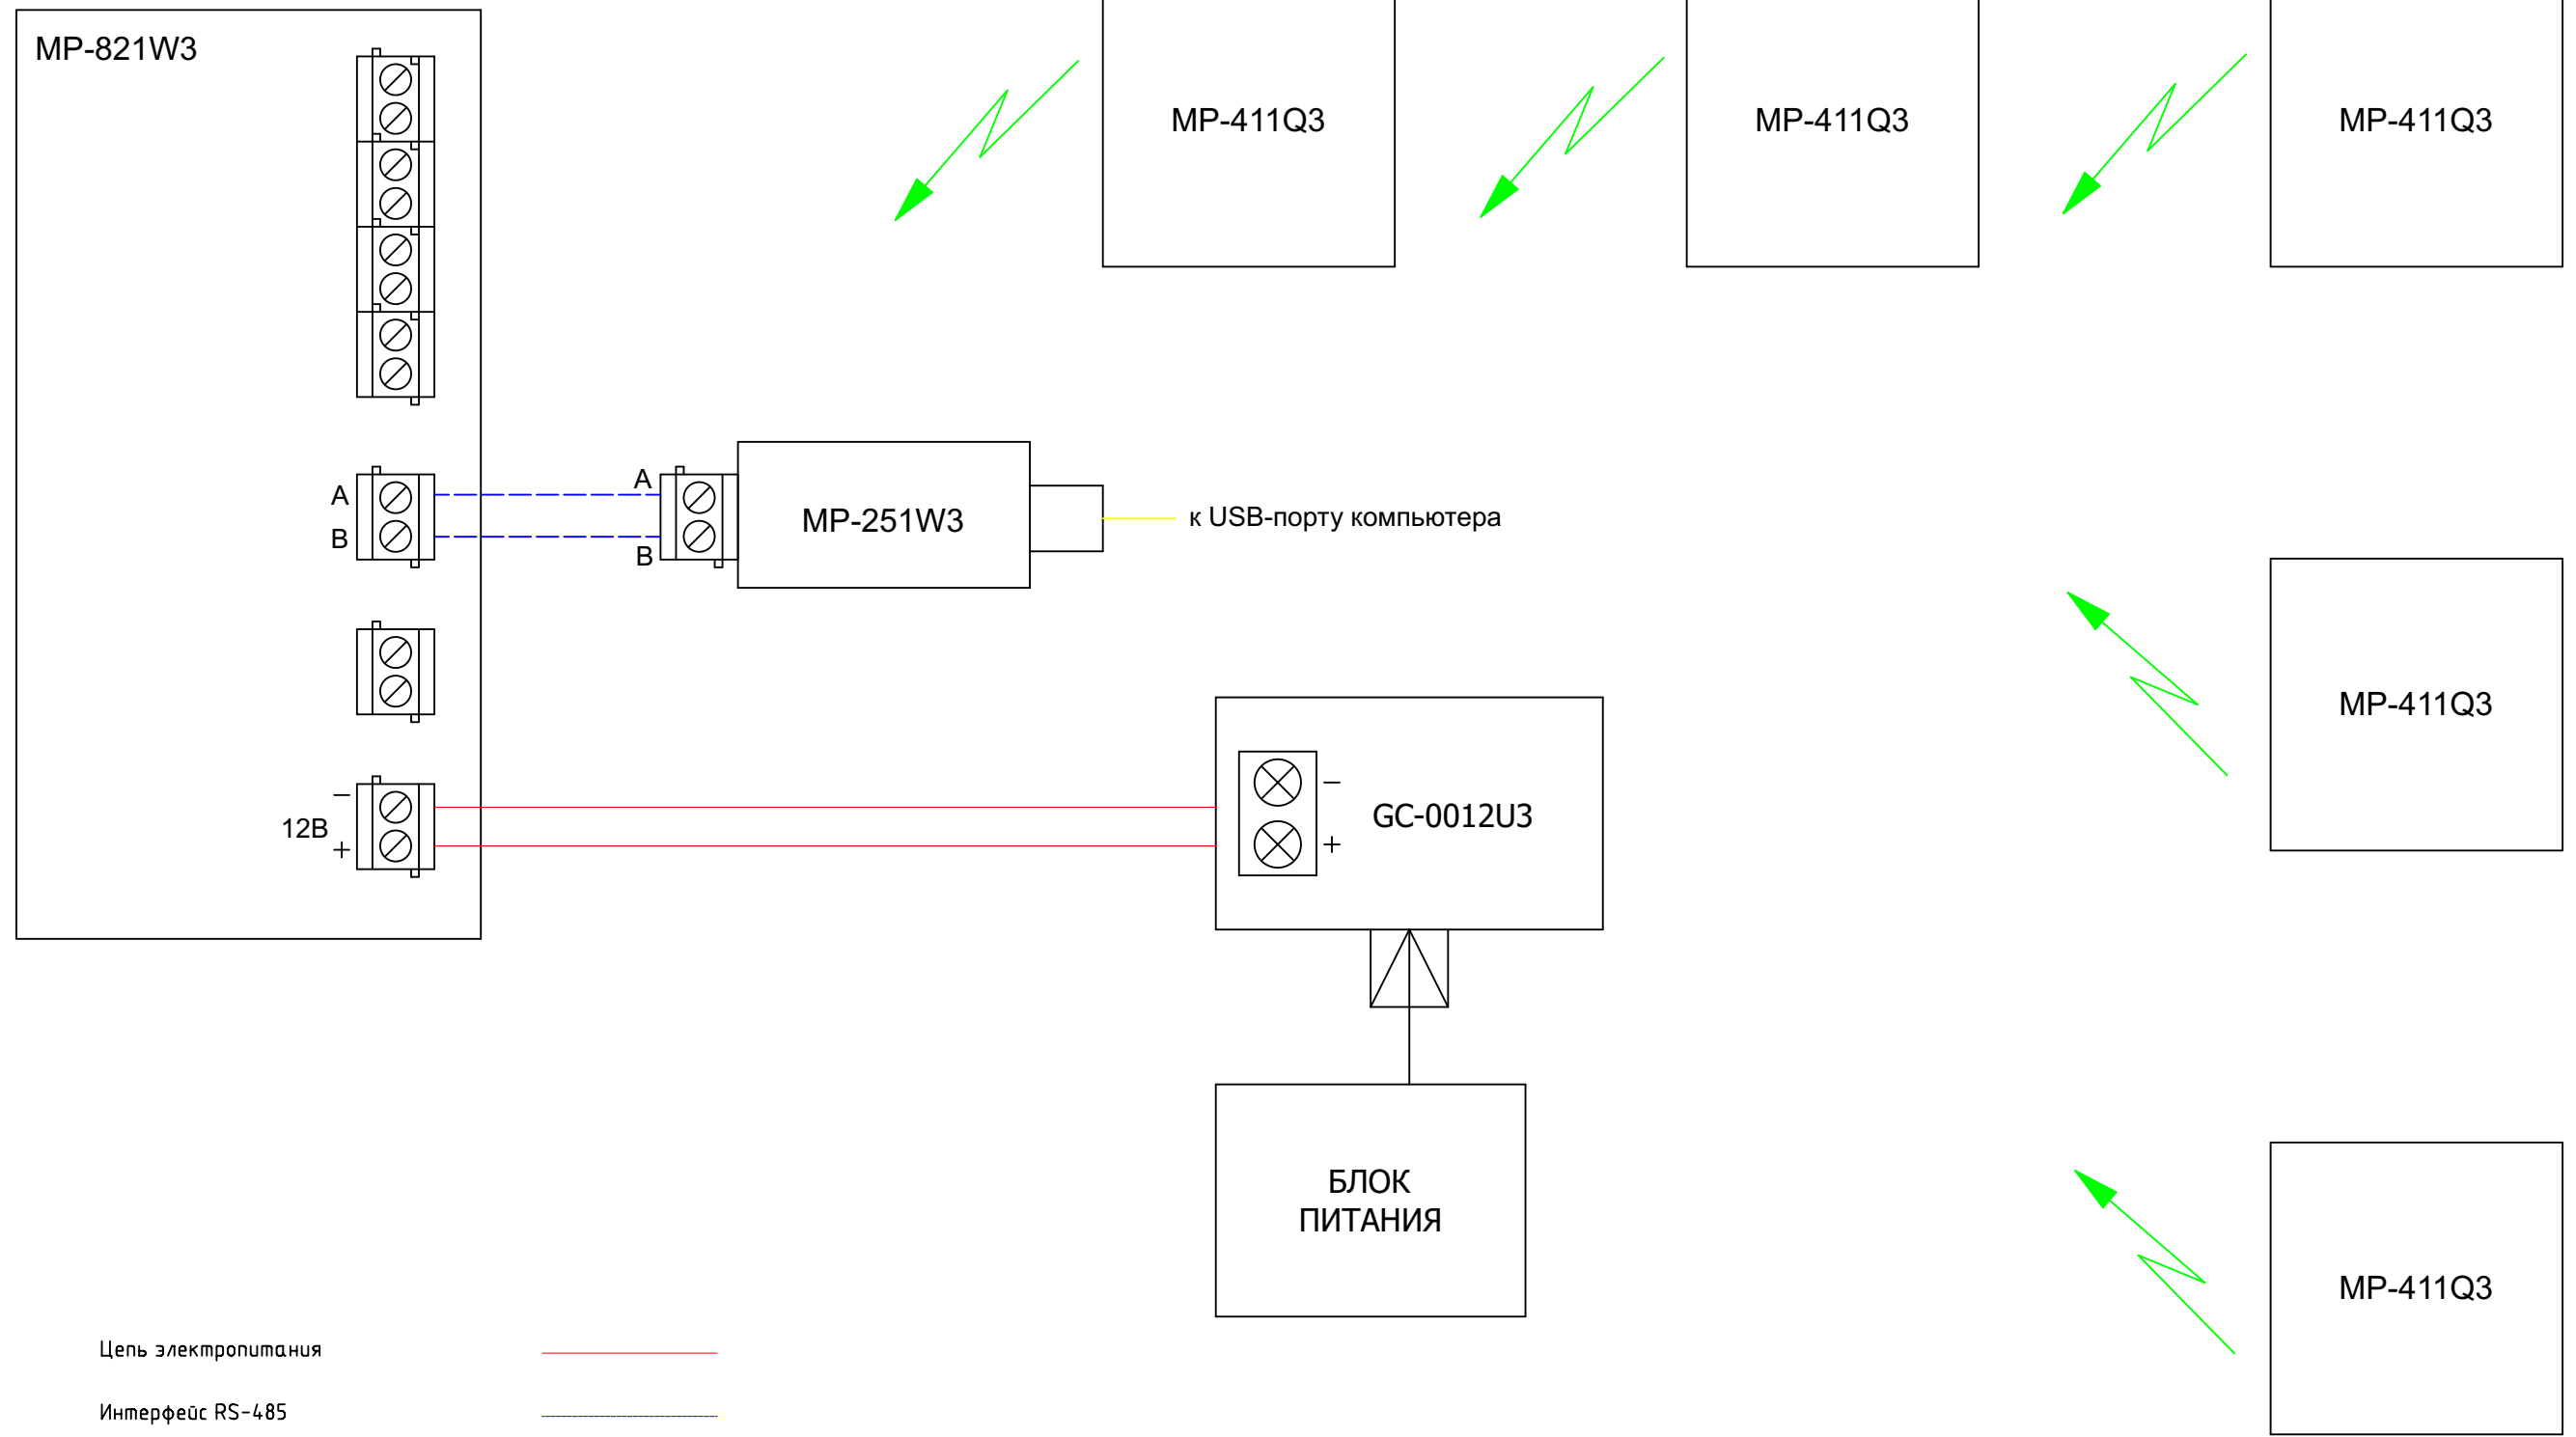 MP-821W3
MP-411Q3
MP-411Q3
MP-411Q3
A
B
A
B
MP-251W3
к USB-порту компьютера
MP-411Q3
12В
−
+
−
+
GC-0012U3
БЛОК
ПИТАНИЯ
MP-411Q3
Цепь электропитания
Интерфейс RS-485